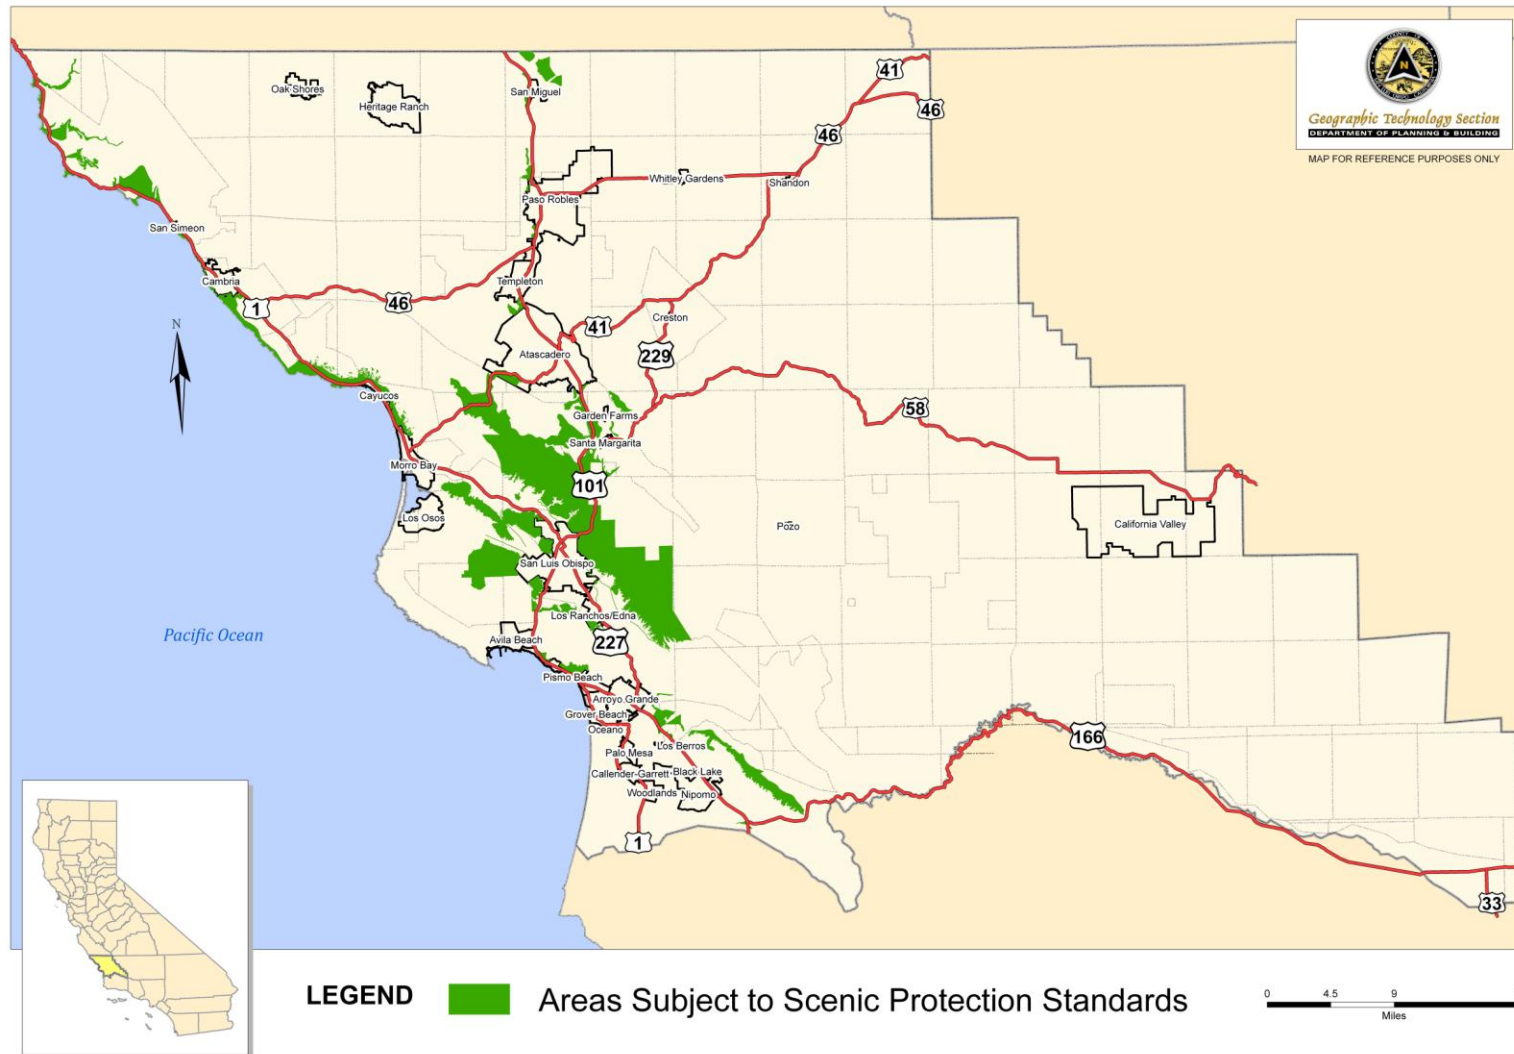 41
46
46
Geographic Technology Section
DEPARTMENT OF PLANNING & BUILDING
MAP FOR REFERENCE PURPOSES ONLY
Oak Shores
Heritage Ranch
San Miguel
Whitley Gardens
Shandon
Paso Robles
San Simeon
Cambria
Templeton
1
46
N
41
Creston
229
Atascadero
Cayucos
58
Garden Farms
Santa Margarita
Morro Bay
101
Los Osos
Pozo
California Valley
San Luis Obispo
Los Ranchos/Edna
Pacific Ocean
Avila Beach
227
Pismo Beach
Arroyo Grande
Grover Beach
Oceano
166
Palo Mesa
Los Berros
Callender-Garrett
Black Lake
Woodlands
Nipomo
1
33
LEGEND
Areas Subject to Scenic Protection Standards
0 4.5 9
Miles